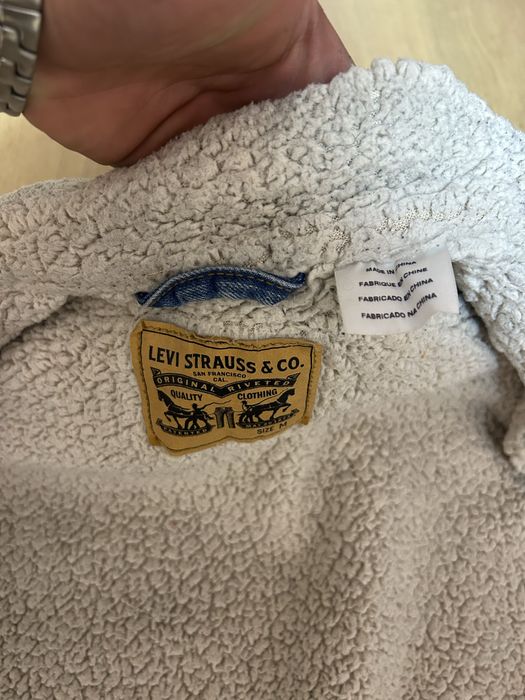 LEVI STRAUSS & CO.
SAN FRANCISCO
CAL.
ORIGINAL RIVETED
QUALITY CLOTHING
SIZE M
MADE IN CHINA
FABRIQUE EN CHINE
FABRICADO EN CHINA
FABRICADO NA CHINA